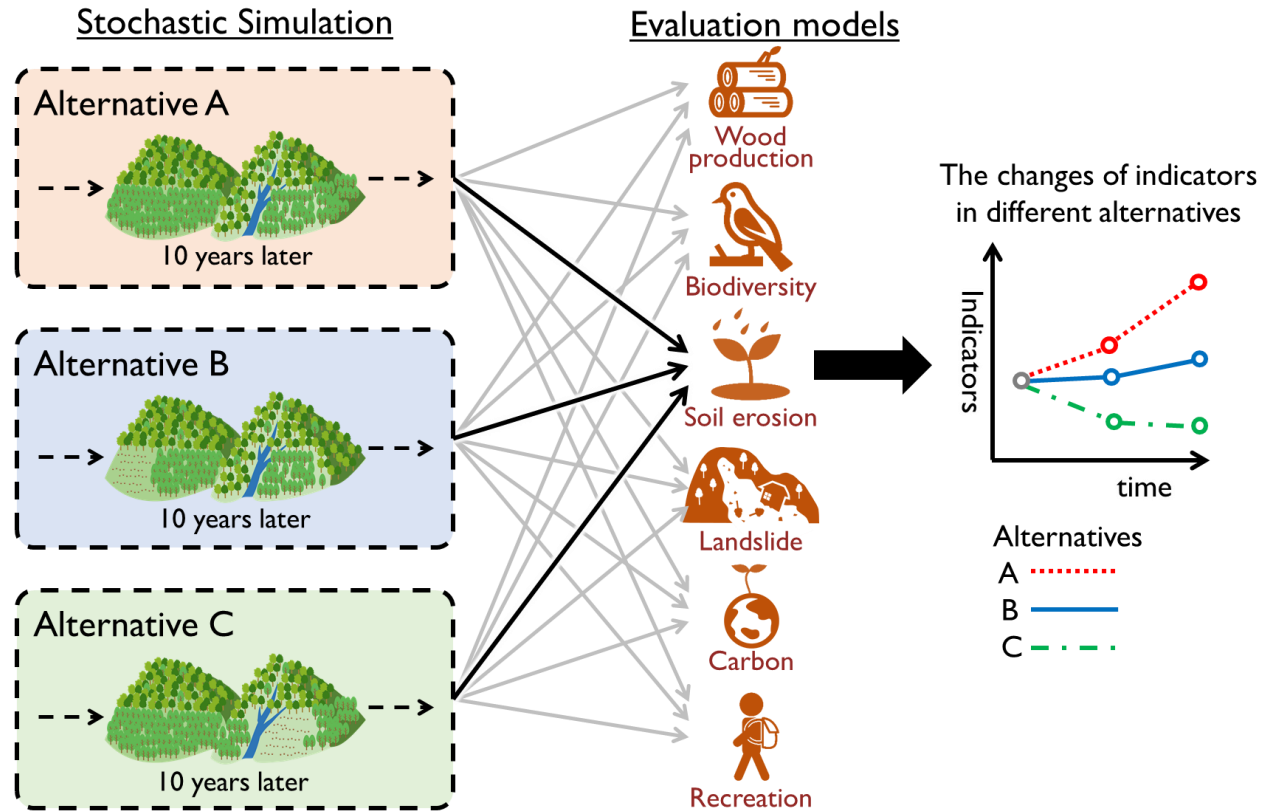 Stochastic Simulation
Alternative A
10 years later
Alternative B
10 years later
Alternative C
10 years later
Evaluation models
Wood
production
Biodiversity
Soil erosion
Landslide
Carbon
Recreation
The changes of indicators
in different alternatives
Indicators
time
Alternatives
A
B
C